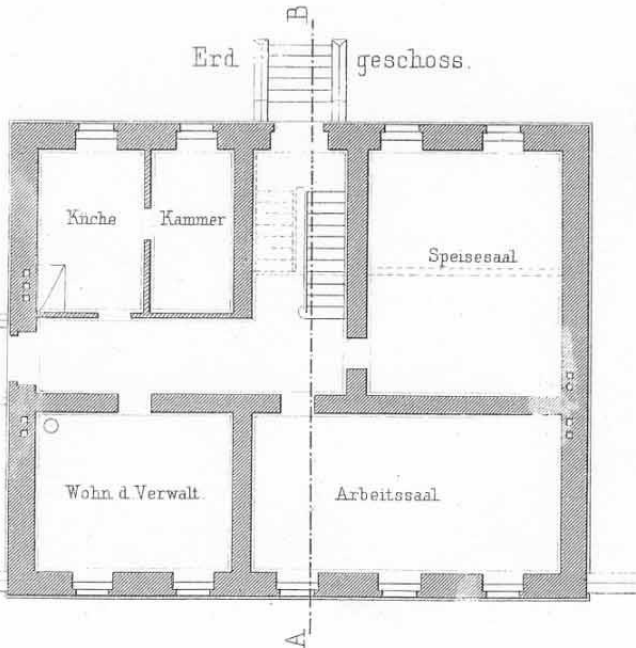 B
Erd geschoss.
Küche Kammer
Speisesaal
Wohn d. Verwalt. Arbeitssaal
A